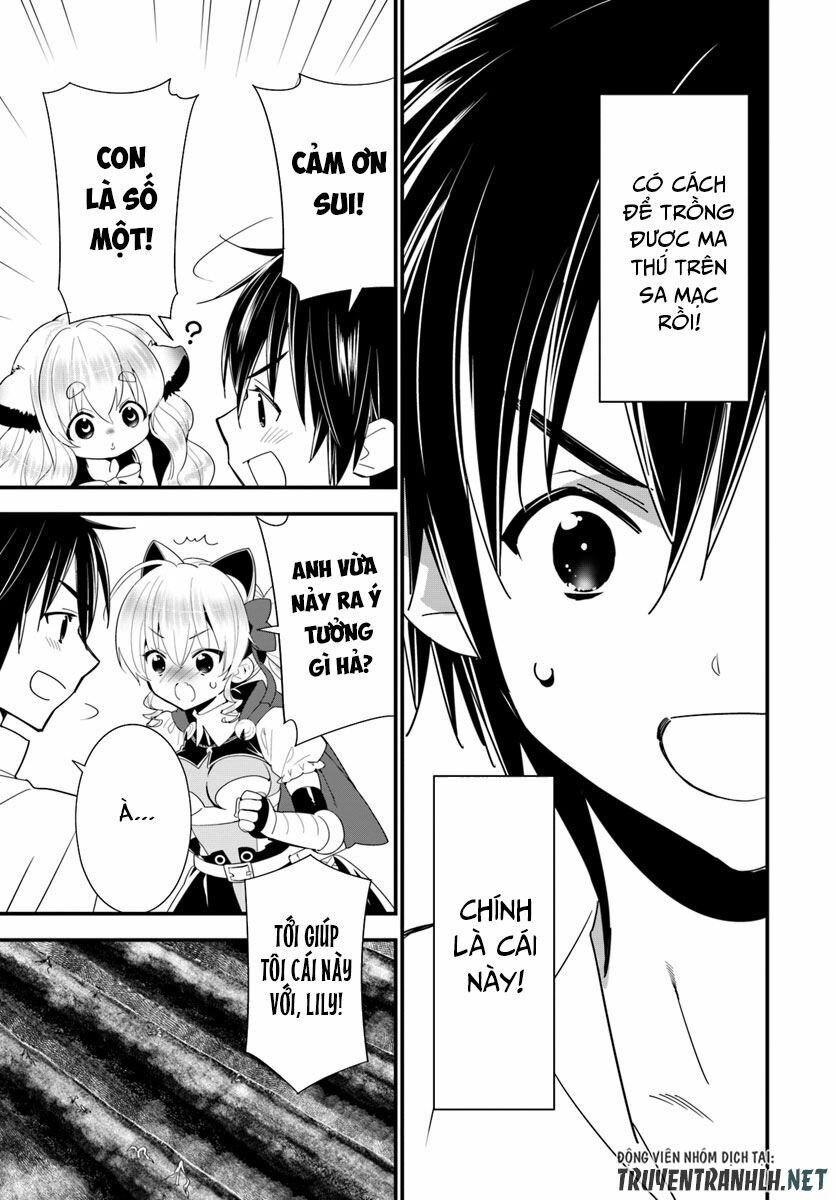 CÓ CÁCH
ĐỂ TRỒNG
ĐƯỢC MA
THÚ TRÊN
SA MẠC
RỒI!
CHÍNH
LÀ CÁI
NÀY!
CẢM ƠN
SUI!
CON
LÀ SỐ
MỘT!
?
ANH VỪA
NẢY RA Ý
TƯỞNG
GÌ HẢ?
À...
TỚI GIÚP
TÔI CÁI NÀY
VỚI, LILY!
ĐỘNG VIÊN NHÓM DỊCH TẠI:
TRUYENTRANHLH.NET